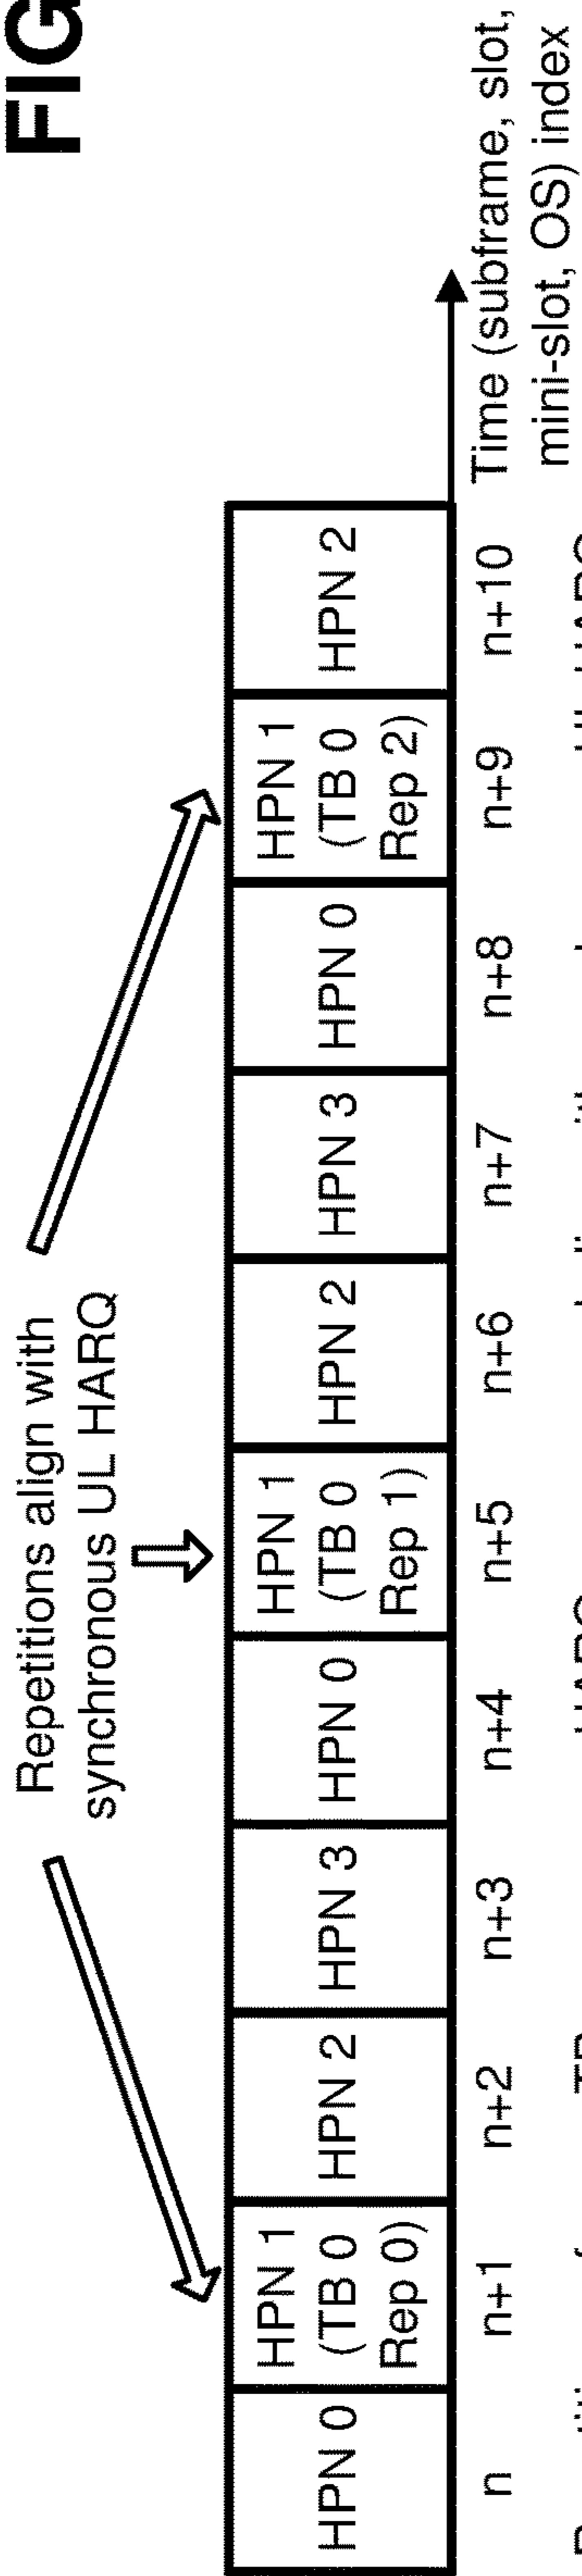 FIG
Repetitions align with
synchronous UL HARQ
HPN 0
HPN 1
(TB 0
Rep 0)
HPN 2
HPN 3
HPN 0
HPN 1
(TB 0
Rep 1)
HPN 2
HPN 3
HPN 0
HPN 1
(TB 0
Rep 2)
HPN 2
n
n+1
n+2
n+3
n+4
n+5
n+6
n+7
n+8
n+9
n+10
Time (subframe, slot,
mini-slot, OS) index